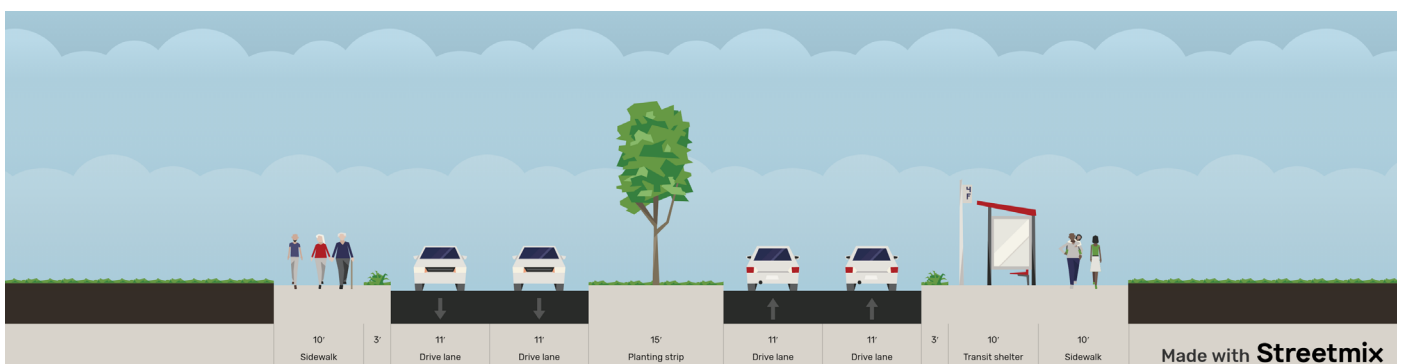 4
F
10' 3' 11' 11' 15' 11' 11' 3' 10' 10'
Sidewalk Drive lane Drive lane Planting strip Drive lane Drive lane Transit shelter Sidewalk
Made with Streetmix